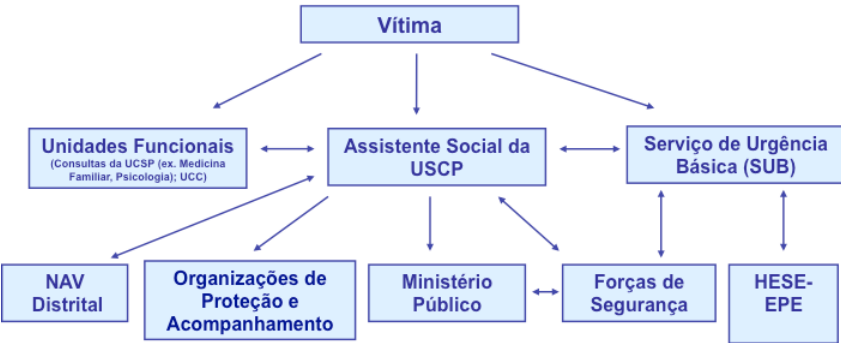 Vítima
Unidades Funcionais
(Consultas da UCSP (ex. Medicina
Familiar, Psicologia); UCC)
Assistente Social da
USCP
Serviço de Urgência
Básica (SUB)
NAV
Distrital
Organizações de
Proteção e
Acompanhamento
Ministério
Público
Forças de
Segurança
HESE-
EPE